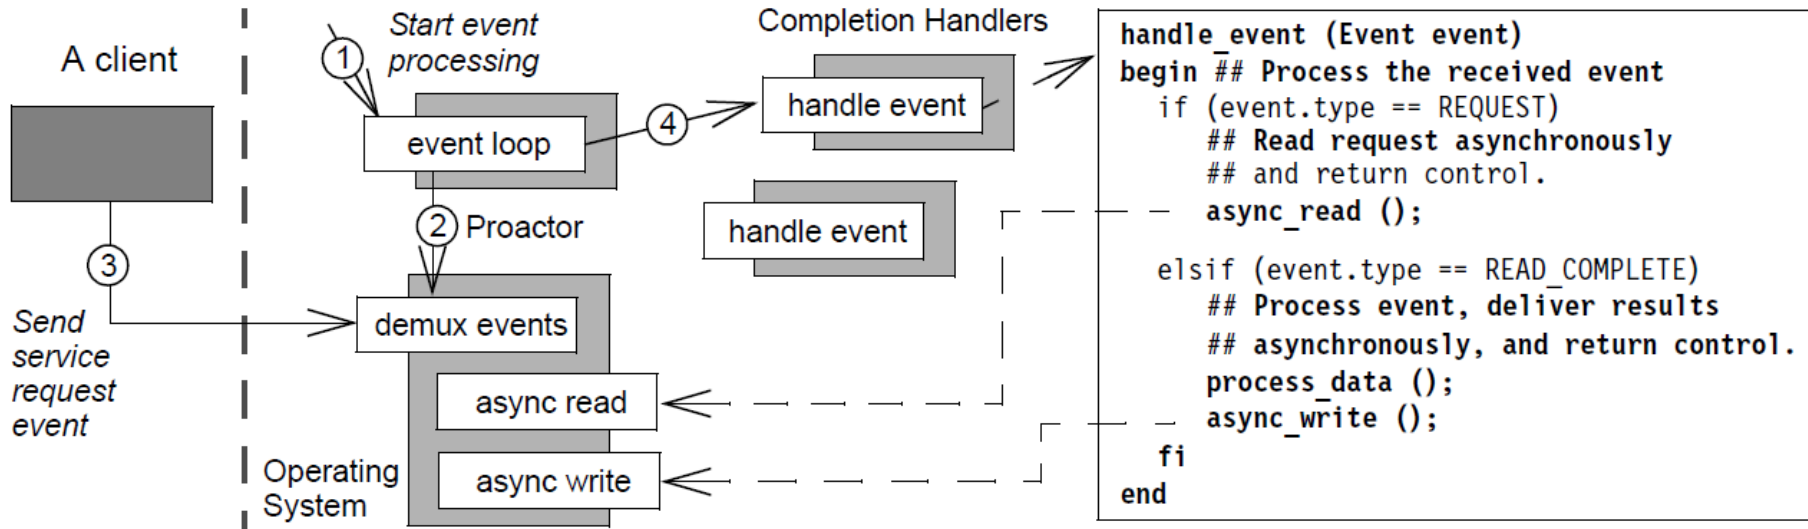 A client
3
Send
service
request
event
1
Start event
processing
event loop
2
Proactor
demux events
async read
async write
Operating
System
4
Completion Handlers
handle event
handle event
handle_event (Event event)
begin ## Process the received event
if (event.type == REQUEST)
## Read request asynchronously
## and return control.
async_read ();
elsif (event.type == READ_COMPLETE)
## Process event, deliver results
## asynchronously, and return control.
process_data ();
async_write ();
fi
end